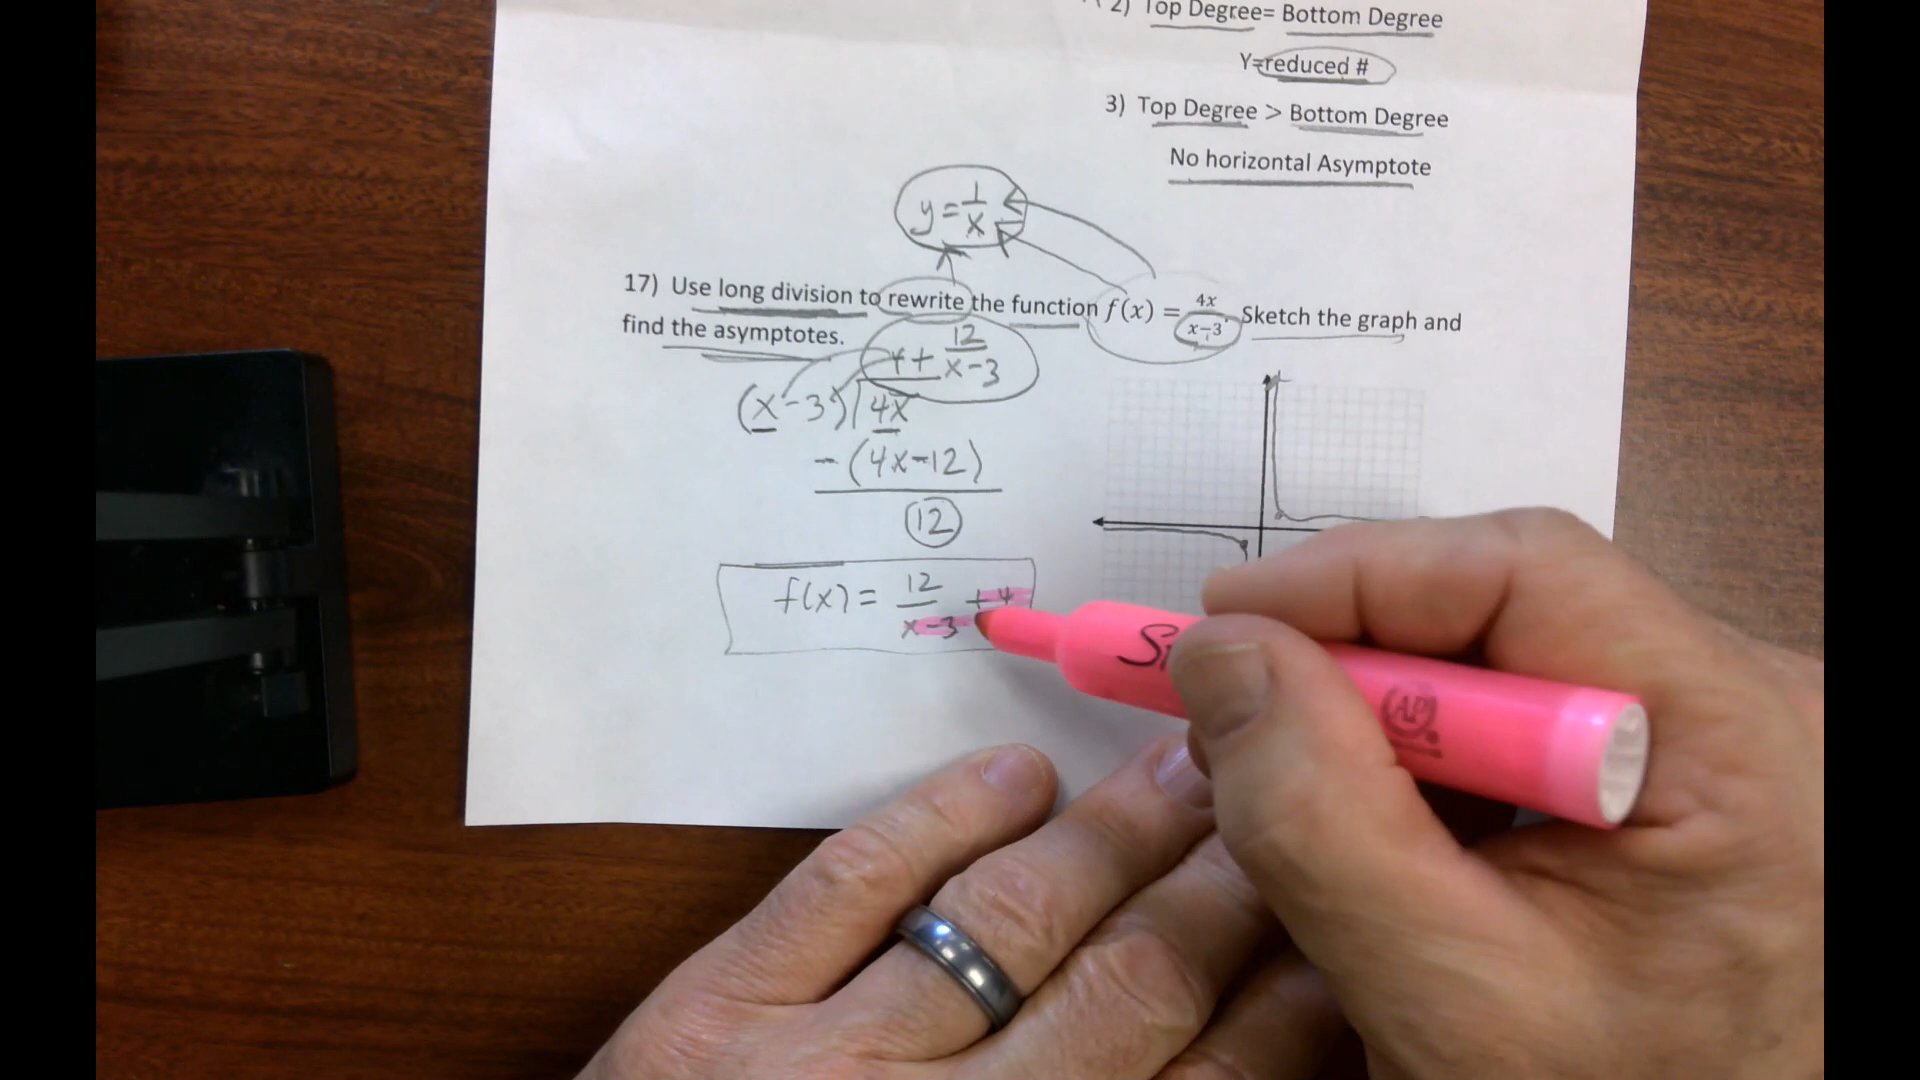 2) Top Degree= Bottom Degree
Y=reduced #
3) Top Degree > Bottom Degree
No horizontal Asymptote
y = 1/x
17) Use long division to rewrite the function f(x) = 4x/x−3. Sketch the graph and
find the asymptotes.
4 + 12/x-3
(x-3) 4x
-(4x-12)
12
f(x) = 12/x-3 +4
AP